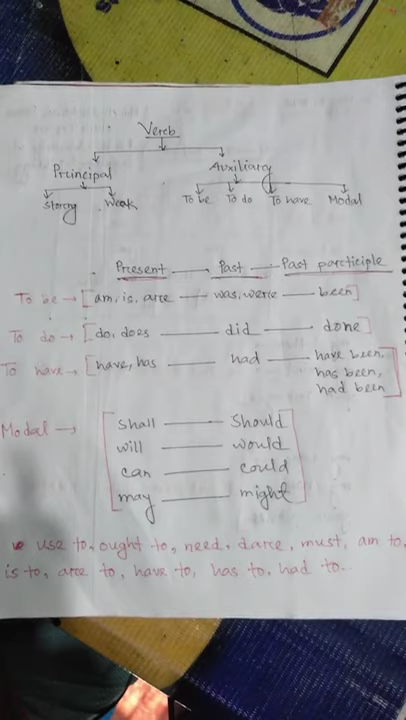 Verb
Principal Auxiliary
Strong Weak To be To do To have Modal
Present — Past — Past participle
To be → [am, is, are — was, were — been]
To do → [do, does — did — done]
To have → [have, has — had — have been,
has been,
had been]
Modal → [shall — should
will — would
can — could
may — might]
• use to, ought to, need, dare, must, am to,
is to, are to, have to, has to, had to..